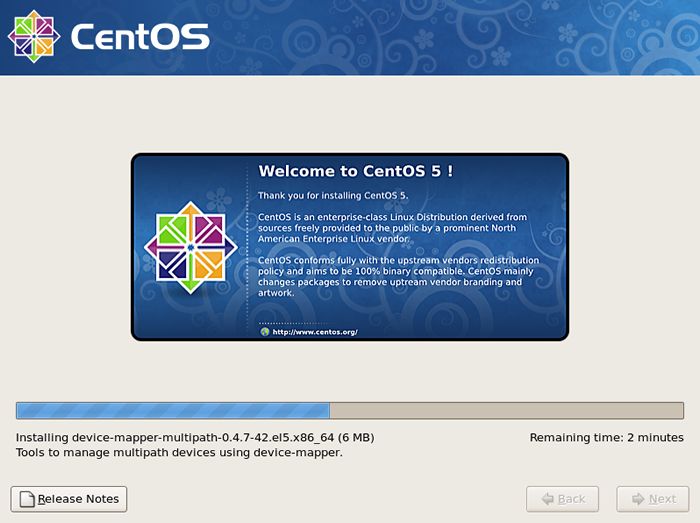 CentOS
Welcome to CentOS 5 !
Thank you for installing CentOS 5.
CentOS is an enterprise-class Linux Distribution derived from
sources freely provided to the public by a prominent North
American Enterprise Linux vendor.
CentOS conforms fully with the upstream vendors redistribution
policy and aims to be 100% binary compatible. CentOS mainly
changes packages to remove uptream vendor branding and
artwork.
http://www.centos.org/
Installing device-mapper-multipath-0.4.7-42.el5.x86_64 (6 MB)
Remaining time: 2 minutes
Tools to manage multipath devices using device-mapper.
Release Notes
Back
Next